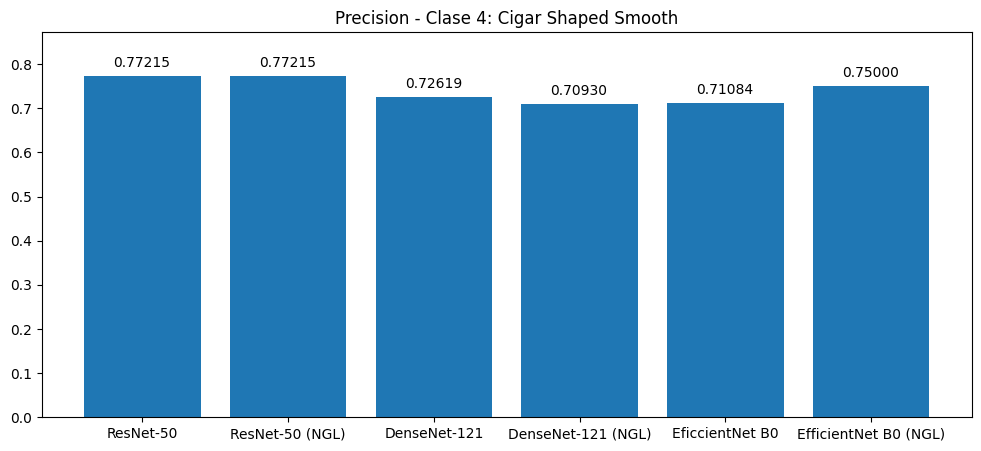 Precision - Clase 4: Cigar Shaped Smooth
0.8
0.7
0.6
0.5
0.4
0.3
0.2
0.1
0.0
0.77215
0.77215
0.72619
0.70930
0.71084
0.75000
ResNet-50
ResNet-50 (NGL)
DenseNet-121
DenseNet-121 (NGL)
EficcientNet B0
EfficientNet B0 (NGL)